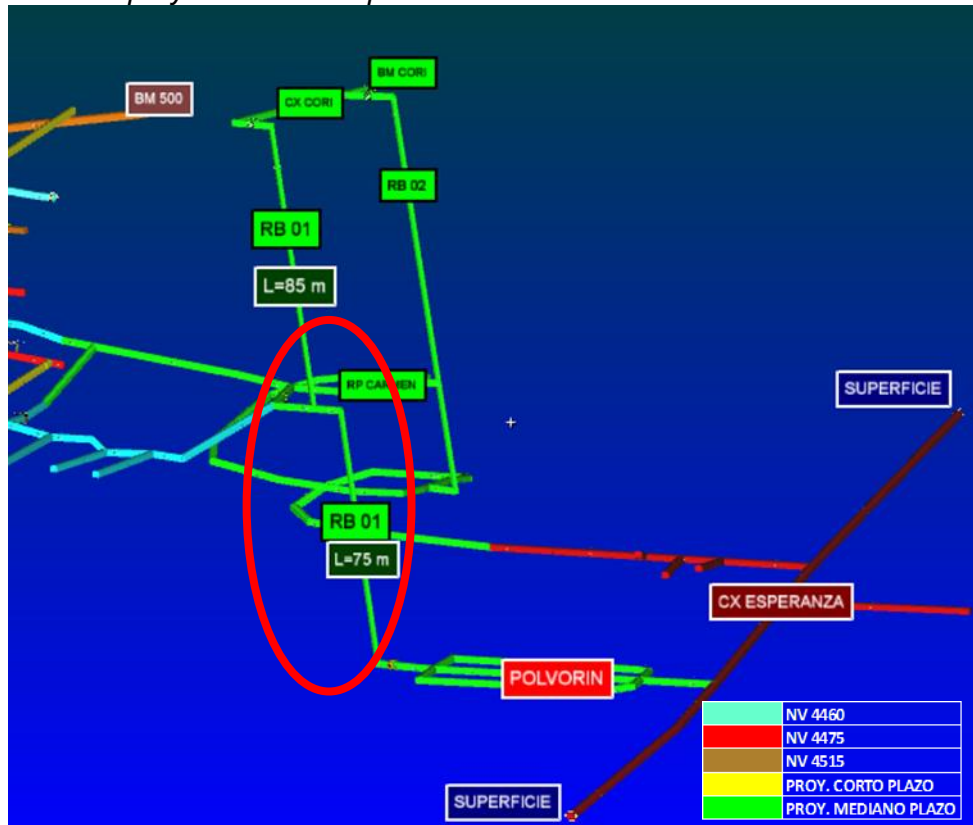 BM CORI
BM 500
CX CORI
RB 02
RB 01
L=85 m
RP CARMEN
SUPERFICIE
RB 01
L=75 m
CX ESPERANZA
POLVORIN
SUPERFICIE
NV 4460
NV 4475
NV 4515
PROY. CORTO PLAZO
PROY. MEDIANO PLAZO